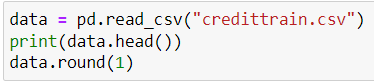 data = pd.read_csv("credittrain.csv")
print(data.head())
data.round(1)